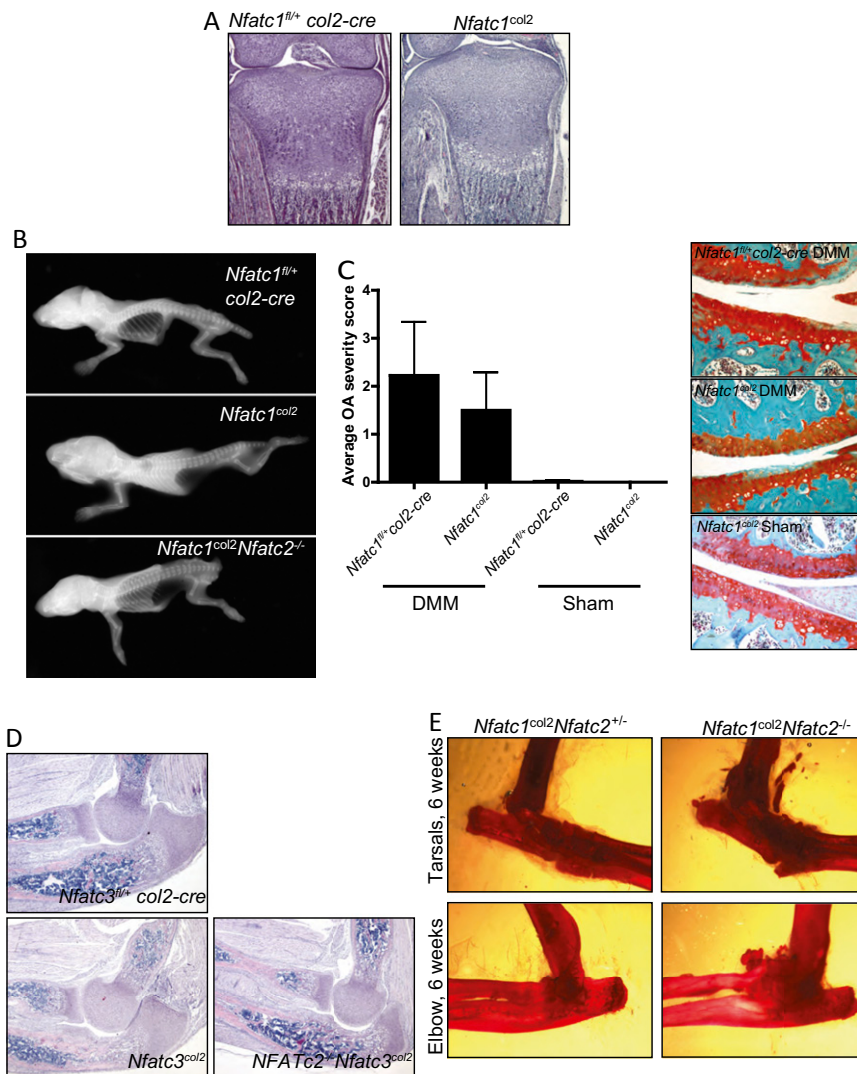 A
Nfatc1fl/+ col2-cre
Nfatc1col2
B
Nfatc1fl/+
col2-cre
Nfatc1col2
Nfatc1col2Nfatc2-/-
C
Average OA severity score
4
3
2
1
0
Nfatc1fl/+ col2-cre
Nfatc1col2
Nfatc1fl/+ col2-cre
Nfatc1col2
DMM
Sham
Nfatc1fl/+ col2-cre DMM
Nfatc1col2 DMM
Nfatc1col2 Sham
D
Nfatc3fl/+ col2-cre
Nfatc3col2
NFATc2-/-Nfatc3col2
E
Nfatc1col2Nfatc2+/-
Nfatc1col2Nfatc2-/-
Tarsals, 6 weeks
Elbow, 6 weeks